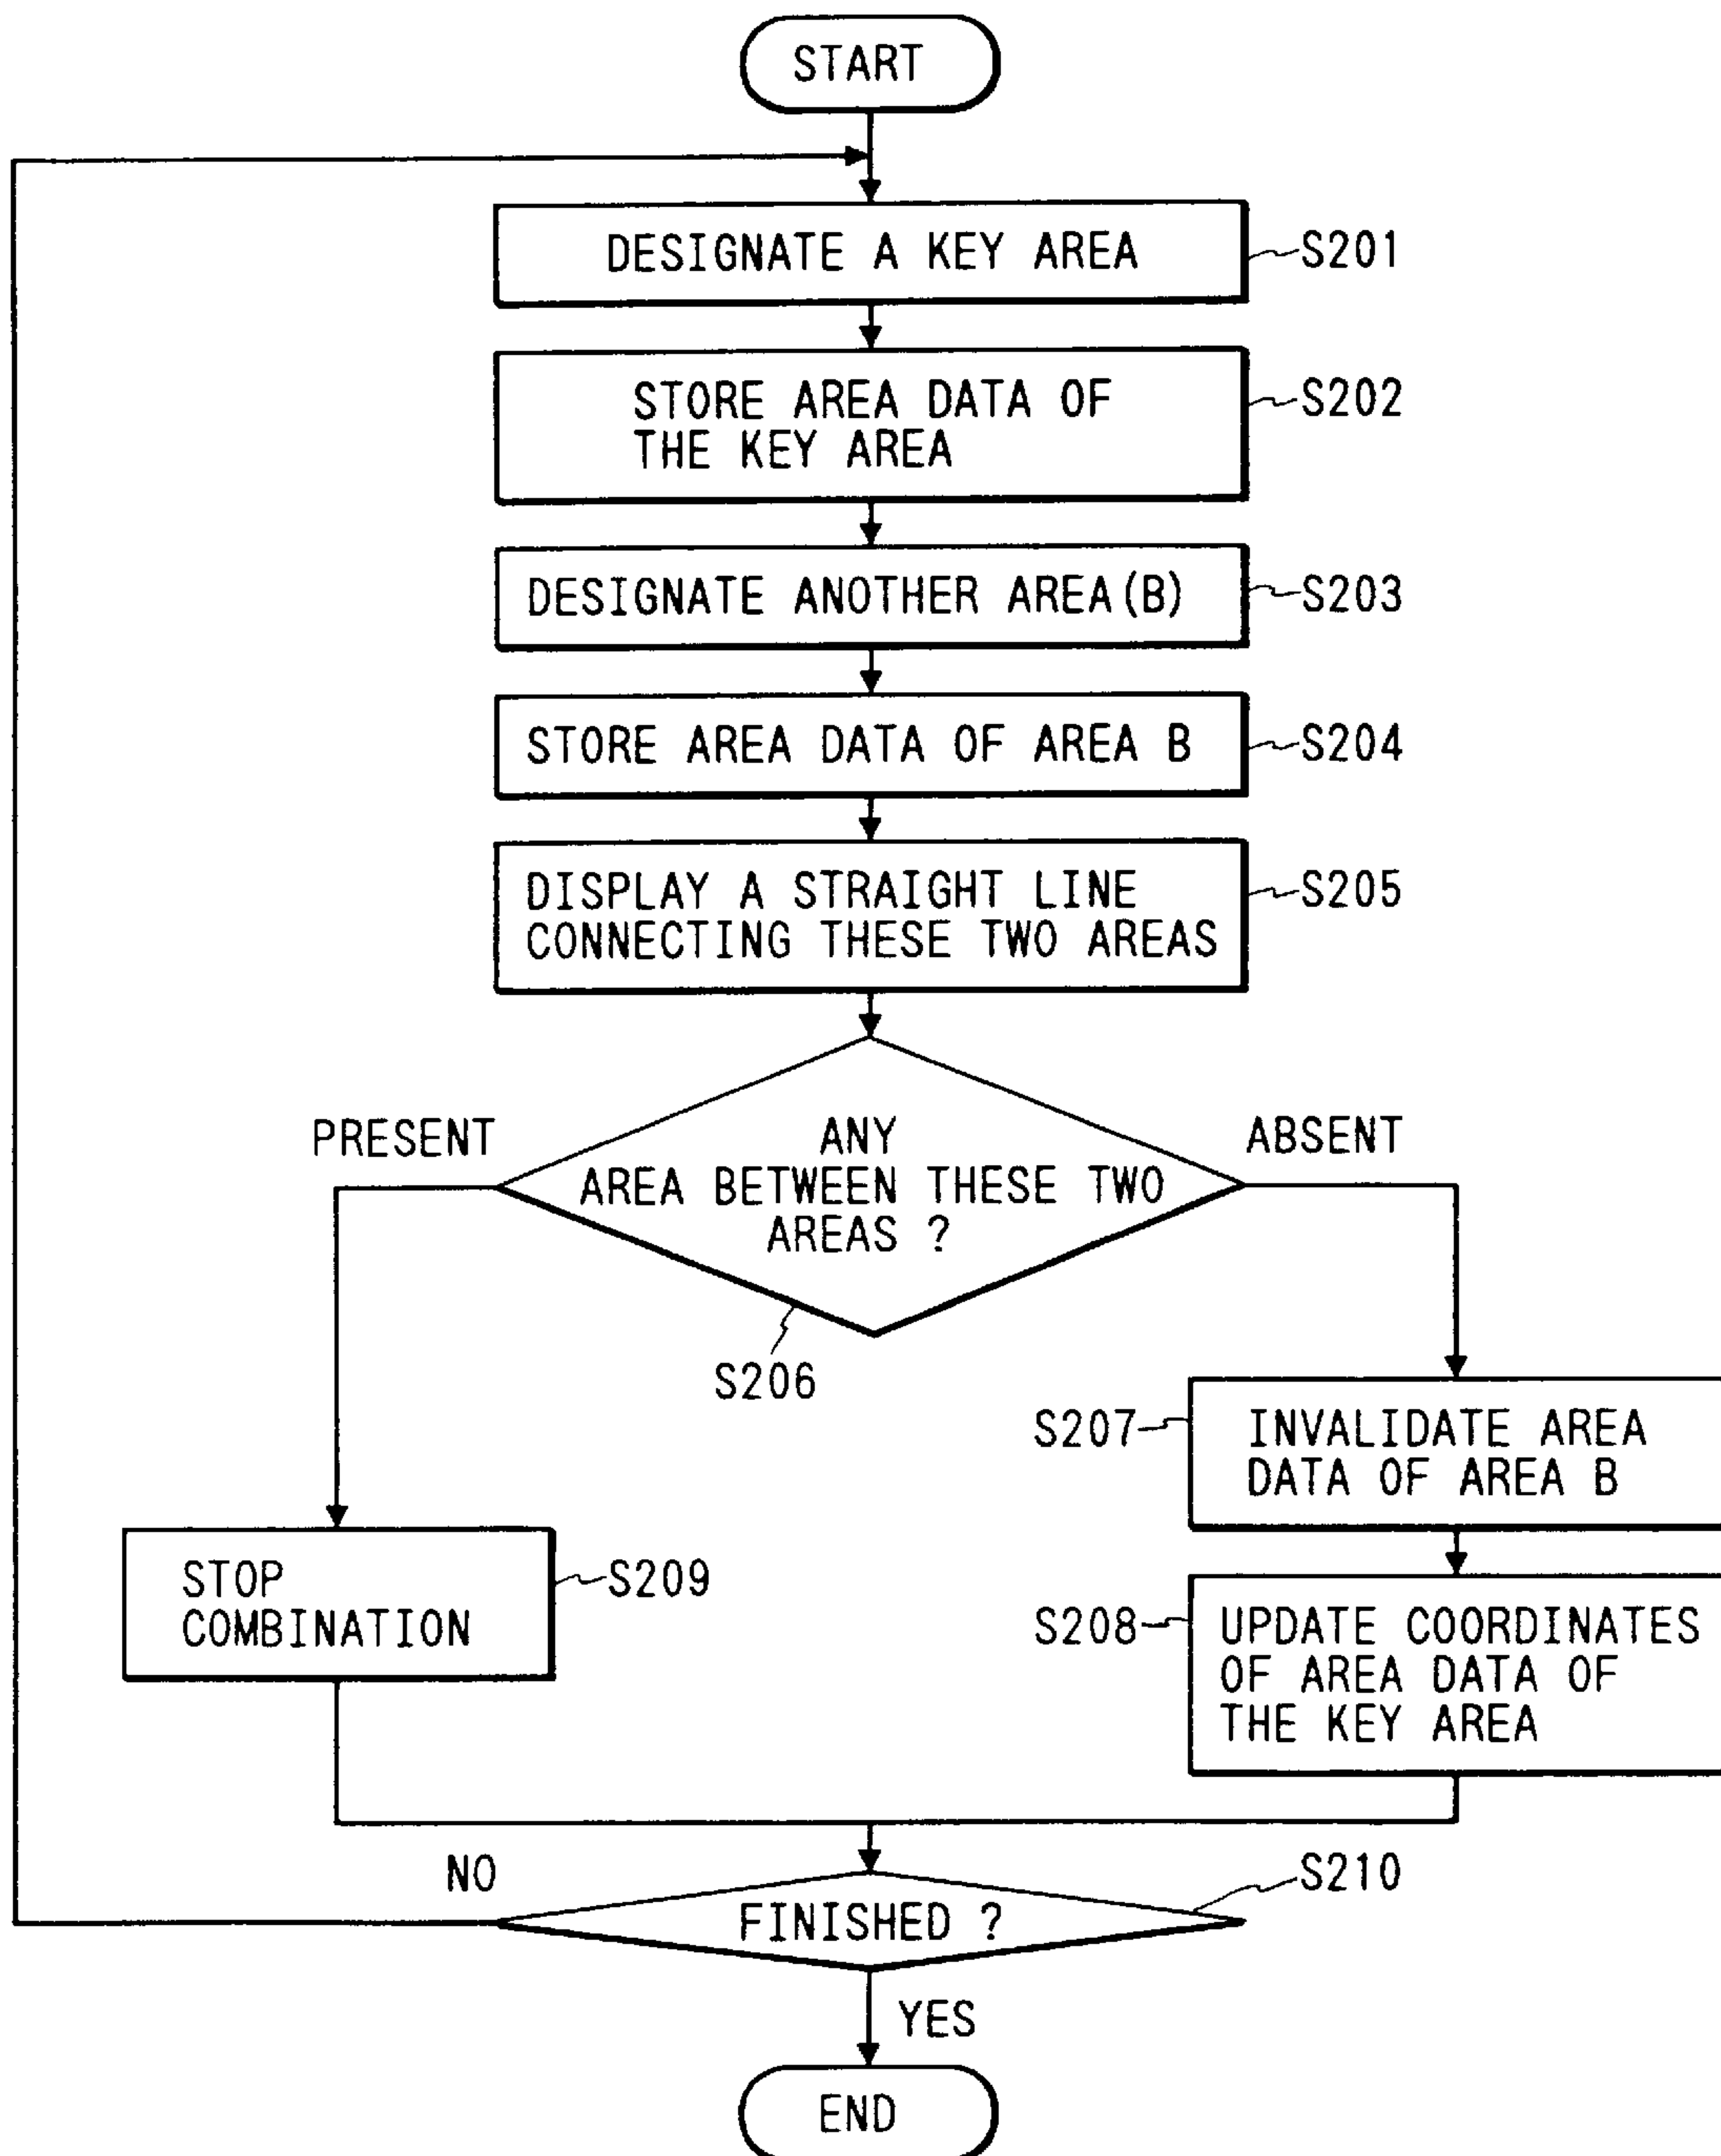 START
DESIGNATE A KEY AREA
S201
STORE AREA DATA OF
THE KEY AREA
S202
DESIGNATE ANOTHER AREA(B)
S203
STORE AREA DATA OF AREA B
S204
DISPLAY A STRAIGHT LINE
CONNECTING THESE TWO AREAS
S205
PRESENT
ANY
AREA BETWEEN THESE TWO
AREAS ?
ABSENT
S206
S207
INVALIDATE AREA
DATA OF AREA B
STOP
COMBINATION
S209
S208
UPDATE COORDINATES
OF AREA DATA OF
THE KEY AREA
NO
FINISHED ?
S210
YES
END